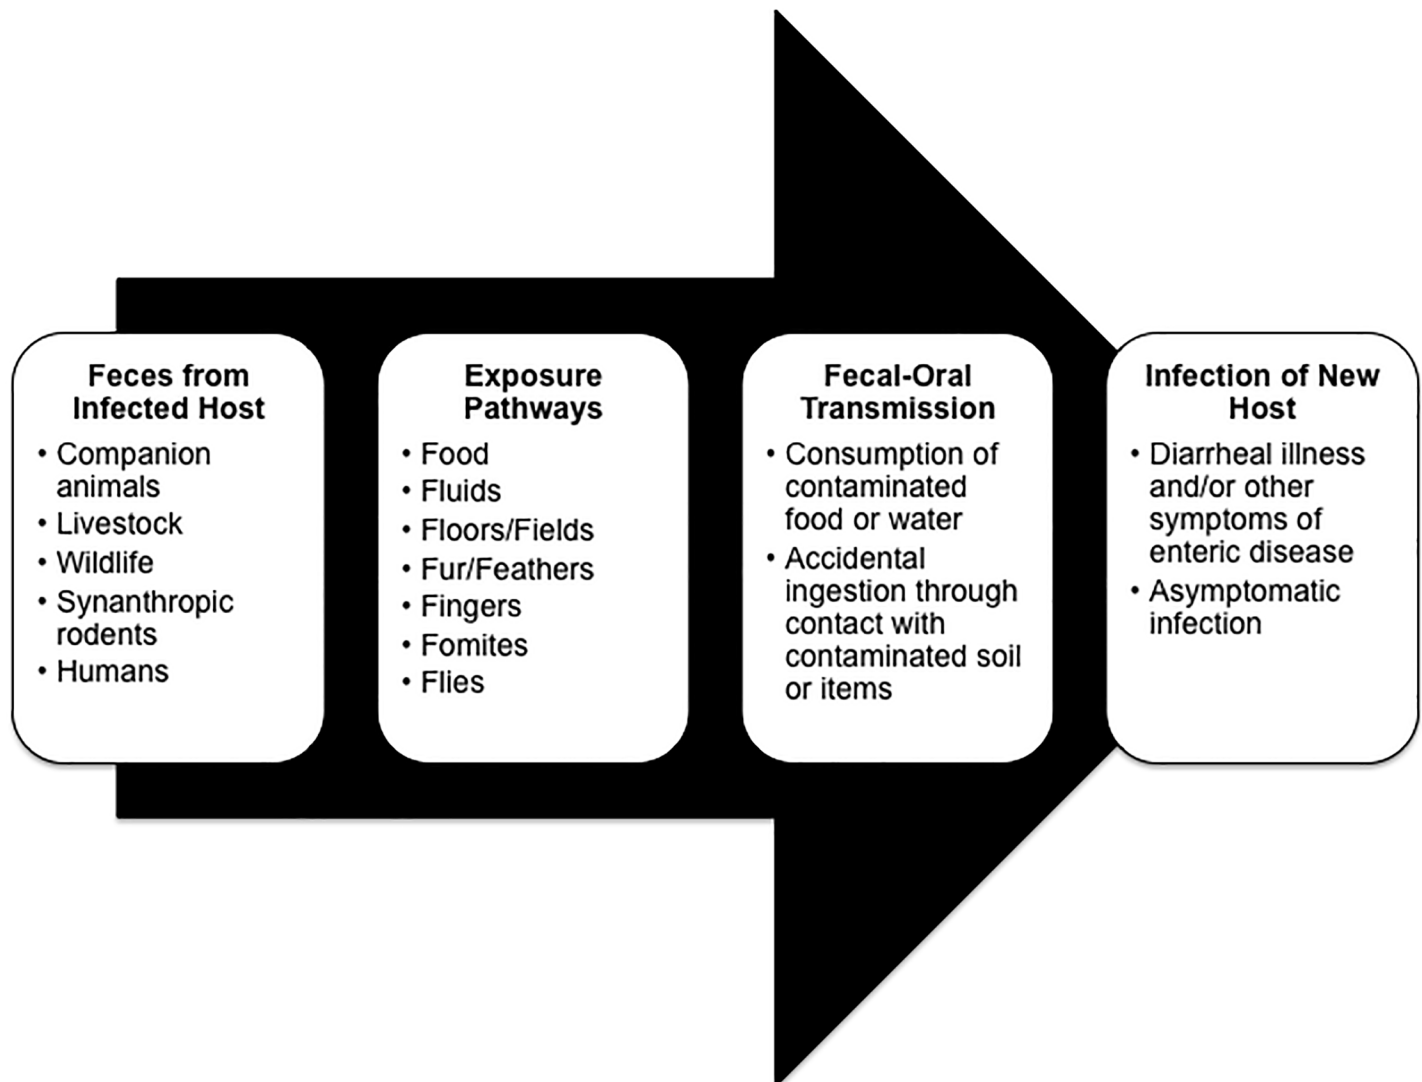 Feces from
Infected Host
• Companion
animals
• Livestock
• Wildlife
• Synanthropic
rodents
• Humans
Exposure
Pathways
• Food
• Fluids
• Floors/Fields
• Fur/Feathers
• Fingers
• Fomites
• Flies
Fecal-Oral
Transmission
• Consumption of
contaminated
food or water
• Accidental
ingestion through
contact with
contaminated soil
or items
Infection of New
Host
• Diarrheal illness
and/or other
symptoms of
enteric disease
• Asymptomatic
infection